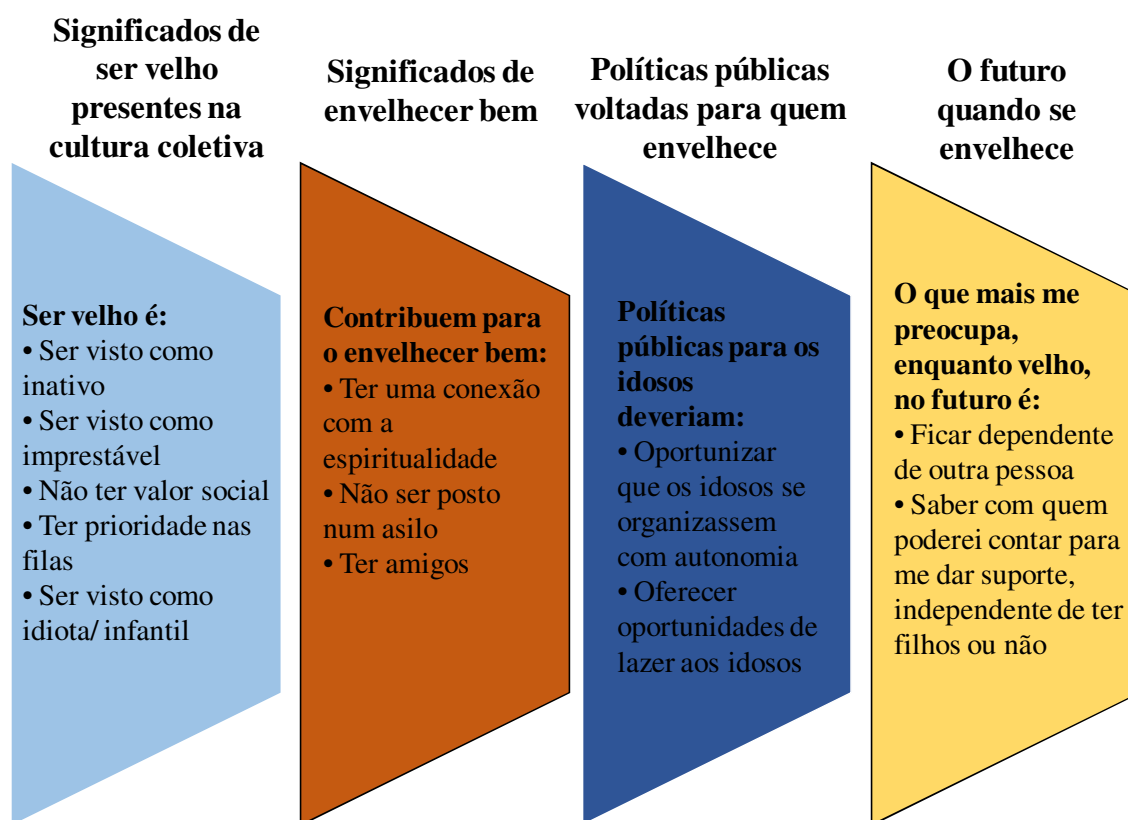 Significados de
ser velho
presentes na
cultura coletiva
Ser velho é:
• Ser visto como
inativo
• Ser visto como
imprestável
• Não ter valor social
• Ter prioridade nas
filas
• Ser visto como
idiota/ infantil
Significados de
envelhecer bem
Contribuem para
o envelhecer bem:
• Ter uma conexão
com a
espiritualidade
• Não ser posto
num asilo
• Ter amigos
Políticas públicas
voltadas para quem
envelhece
Políticas
públicas para os
idosos
deveriam:
• Oportunizar
que os idosos se
organizassem
com autonomia
• Oferecer
oportunidades de
lazer aos idosos
O futuro
quando se
envelhece
O que mais me
preocupa,
enquanto velho,
no futuro é:
• Ficar dependente
de outra pessoa
• Saber com quem
poderei contar para
me dar suporte,
independente de ter
filhos ou não